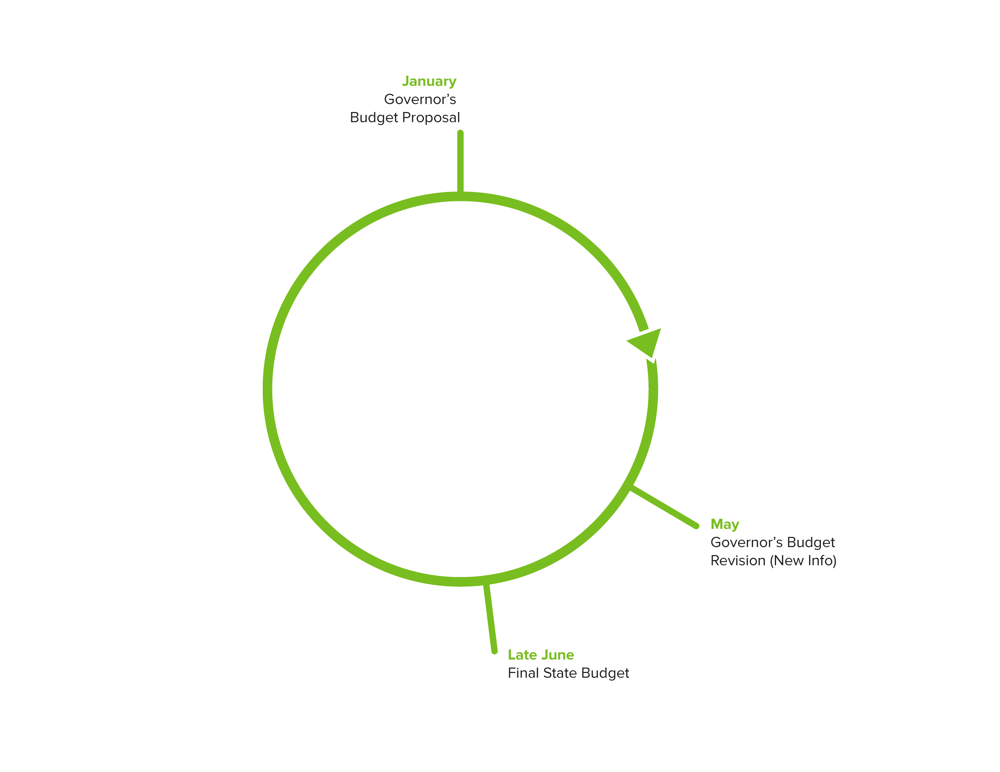 January
Governor’s
Budget Proposal
May
Governor’s Budget
Revision (New Info)
Late June
Final State Budget